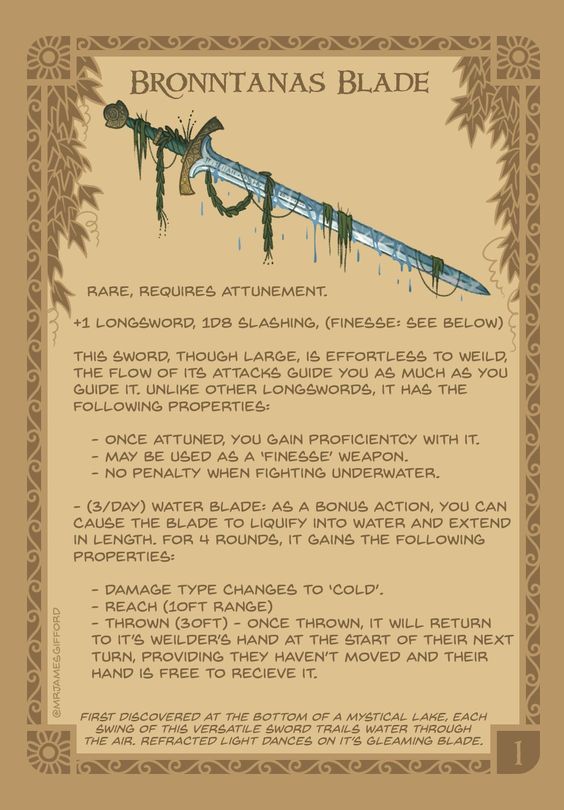 BRONNTANAS BLADE
RARE, REQUIRES ATTUNEMENT.
+1 LONGSWORD, 1D8 SLASHING, (FINESSE: SEE BELOW)
THIS SWORD, THOUGH LARGE, IS EFFORTLESS TO WEILD,
THE FLOW OF ITS ATTACKS GUIDE YOU AS MUCH AS YOU
GUIDE IT. UNLIKE OTHER LONGSWORDS, IT HAS THE
FOLLOWING PROPERTIES:
- ONCE ATTUNED, YOU GAIN PROFICIENTCY WITH IT.
- MAY BE USED AS A 'FINESSE' WEAPON.
- NO PENALTY WHEN FIGHTING UNDERWATER.
- (3/DAY) WATER BLADE: AS A BONUS ACTION, YOU CAN
CAUSE THE BLADE TO LIQUIFY INTO WATER AND EXTEND
IN LENGTH. FOR 4 ROUNDS, IT GAINS THE FOLLOWING
PROPERTIES:
- DAMAGE TYPE CHANGES TO 'COLD'.
- REACH (10FT RANGE)
- THROWN (30FT) - ONCE THROWN, IT WILL RETURN
TO IT'S WEILDER'S HAND AT THE START OF THEIR NEXT
TURN, PROVIDING THEY HAVEN'T MOVED AND THEIR
HAND IS FREE TO RECIEVE IT.
@MRJAMESGIFFORD
FIRST DISCOVERED AT THE BOTTOM OF A MYSTICAL LAKE, EACH
SWING OF THIS VERSATILE SWORD TRAILS WATER THROUGH
THE AIR. REFRACTED LIGHT DANCES ON IT'S GLEAMING BLADE.
1